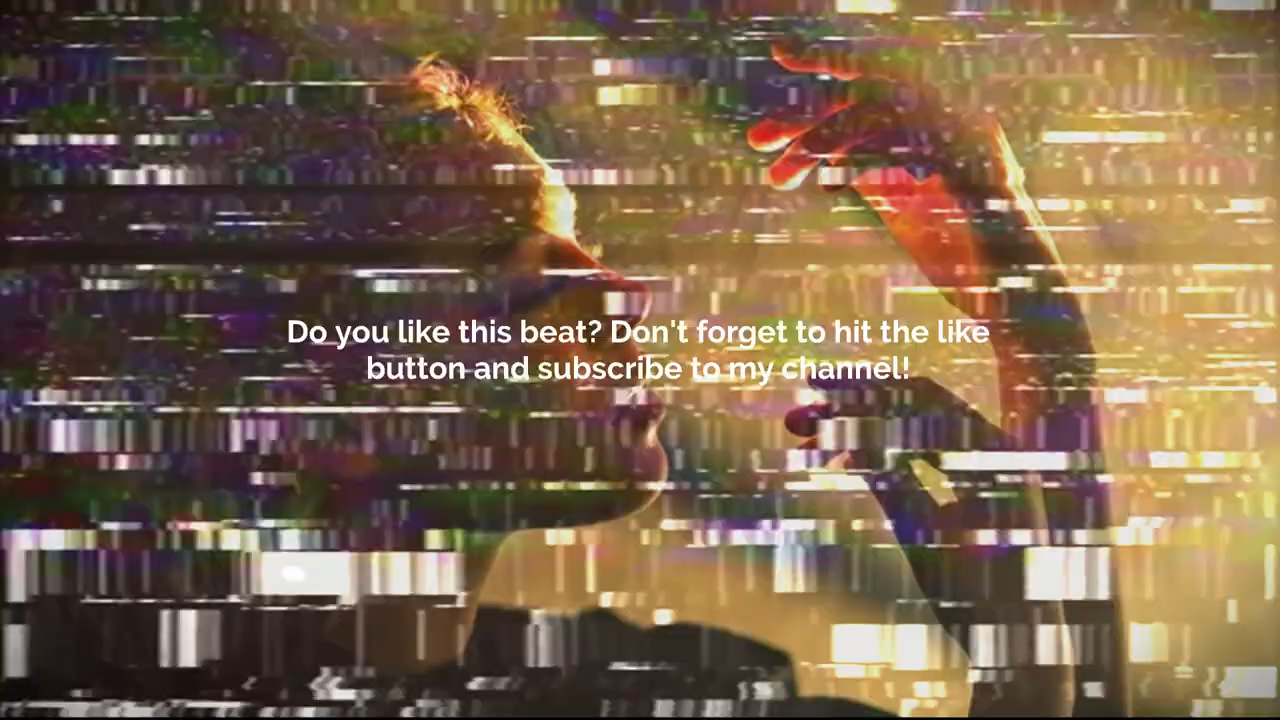 Do you like this beat? Don't forget to hit the like
button and subscribe to my channel!